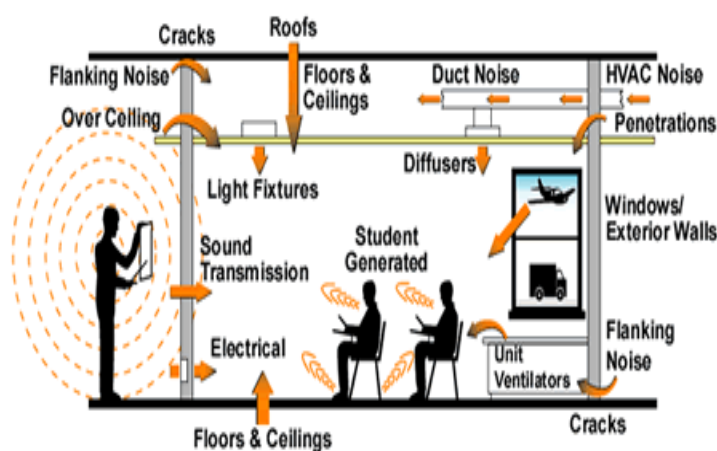 Roofs
Cracks
Flanking Noise
Floors &
Ceilings
Duct Noise
HVAC Noise
Over Ceiling
Penetrations
Light Fixtures
Diffusers
Windows/
Exterior Walls
Sound
Transmission
Student
Generated
Electrical
Unit
Ventilators
Flanking
Noise
Floors & Ceilings
Cracks